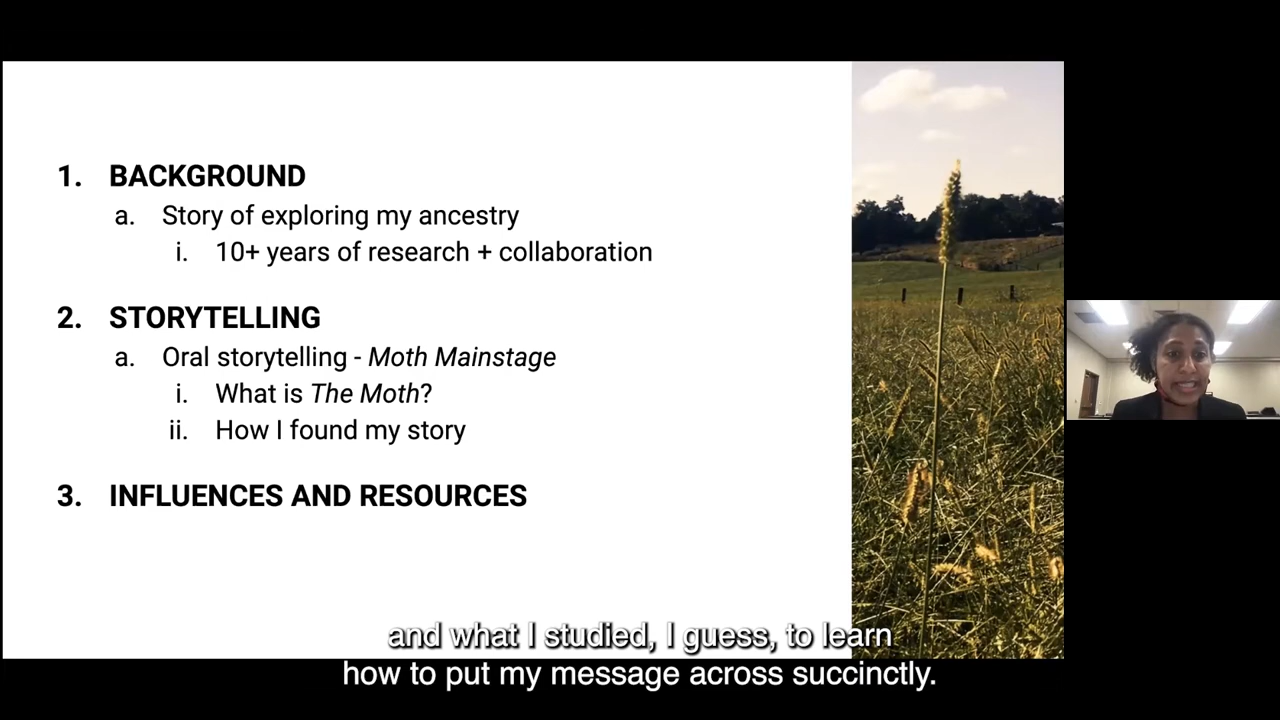 1. BACKGROUND
a. Story of exploring my ancestry
i. 10+ years of research + collaboration
2. STORYTELLING
a. Oral storytelling - Moth Mainstage
i. What is The Moth?
ii. How I found my story
3. INFLUENCES AND RESOURCES
and what I studied, I guess, to learn
how to put my message across succinctly.